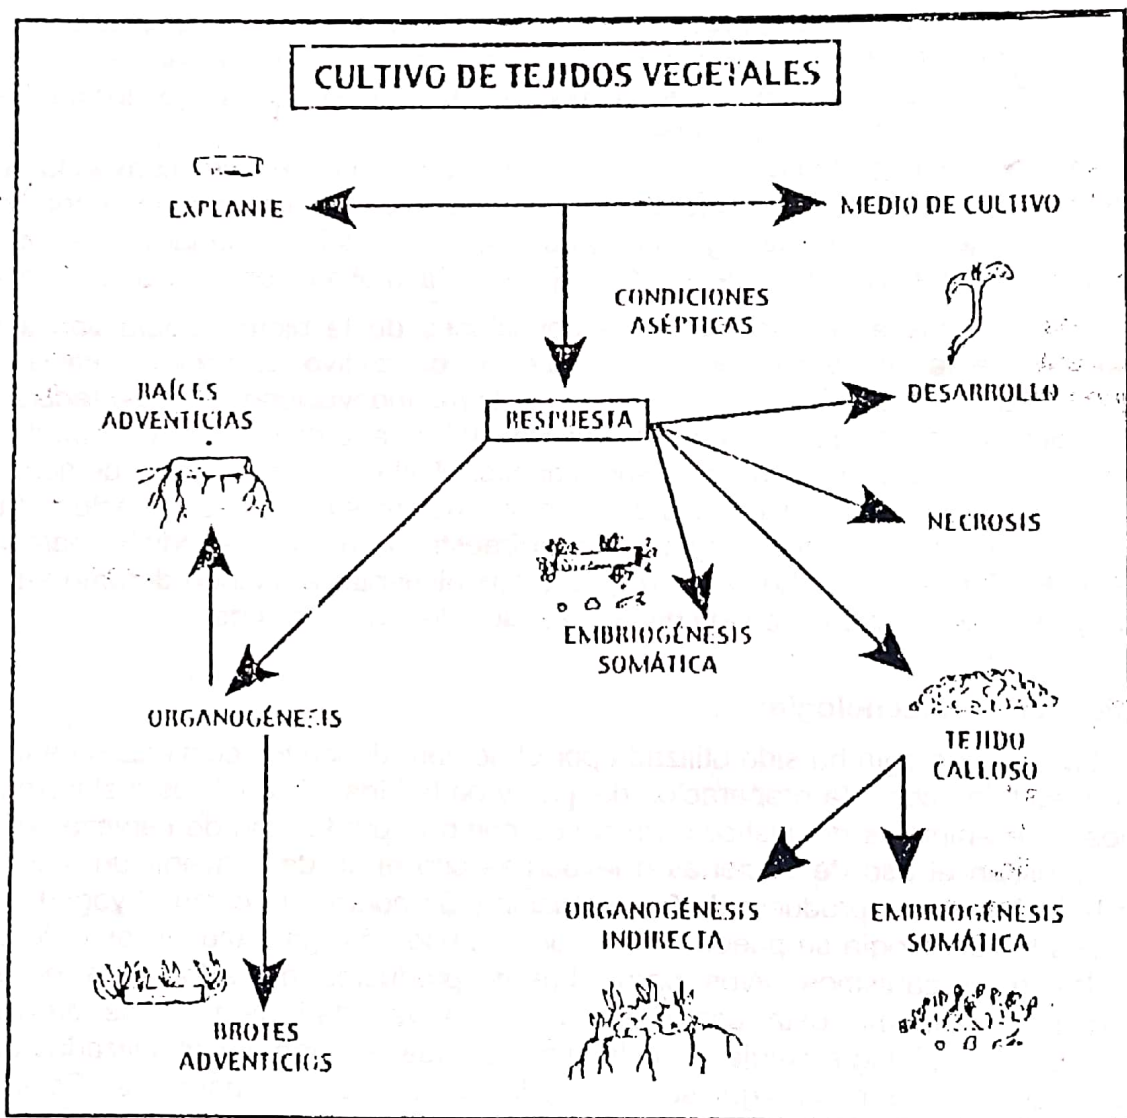 CULTIVO DE TEJIDOS VEGETALES
EXPLANTE
MEDIO DE CULTIVO
CONDICIONES
ASÉPTICAS
RAÍCES
ADVENTICIAS
RESPUESTA
DESARROLLO
NECROSIS
EMBRIOGÉNESIS
SOMÁTICA
ORGANOGÉNESIS
TEJIDO
CALLOSO
ORGANOGÉNESIS
INDIRECTA
EMBRIOGÉNESIS
SOMÁTICA
BROTES
ADVENTICIOS